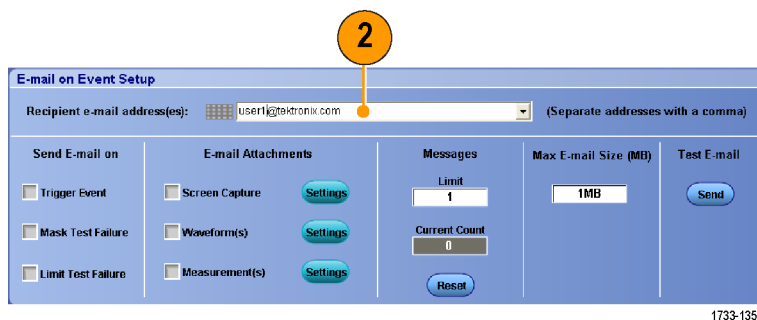 2
E-mail on Event Setup
Recipient e-mail address(es): user1@tektronix.com (Separate addresses with a comma)
Send E-mail on E-mail Attachments Messages Max E-mail Size (MB) Test E-mail
Limit
Trigger Event Screen Capture Settings 1 1MB Send
Mask Test Failure Waveform(s) Settings Current Count
0
Limit Test Failure Measurement(s) Settings Reset
1733-135